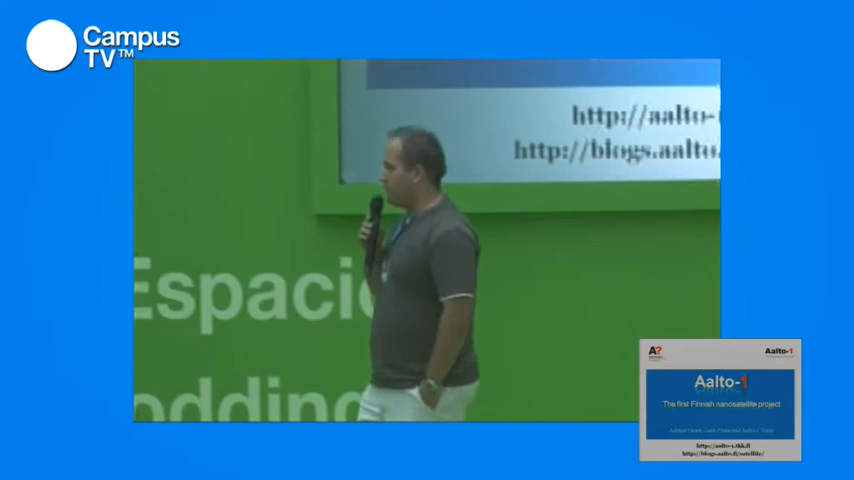 Campus
TV™
http://aalto-
http://blogs.aalto.
Espacio
odding
A?
Aalto-1
Aalto-1
The first Finnish nanosatellite project
http://aalto-1.tkk.fi
http://blogs.aalto.fi/satellite/